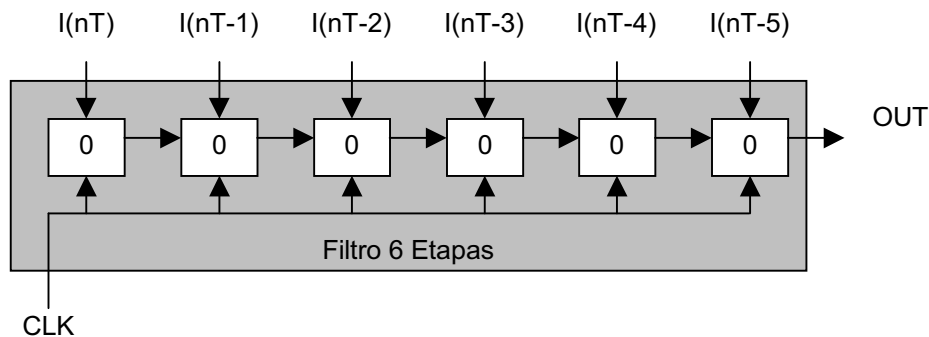 I(nT) I(nT-1) I(nT-2) I(nT-3) I(nT-4) I(nT-5)
OUT
0 0 0 0 0 0
Filtro 6 Etapas
CLK